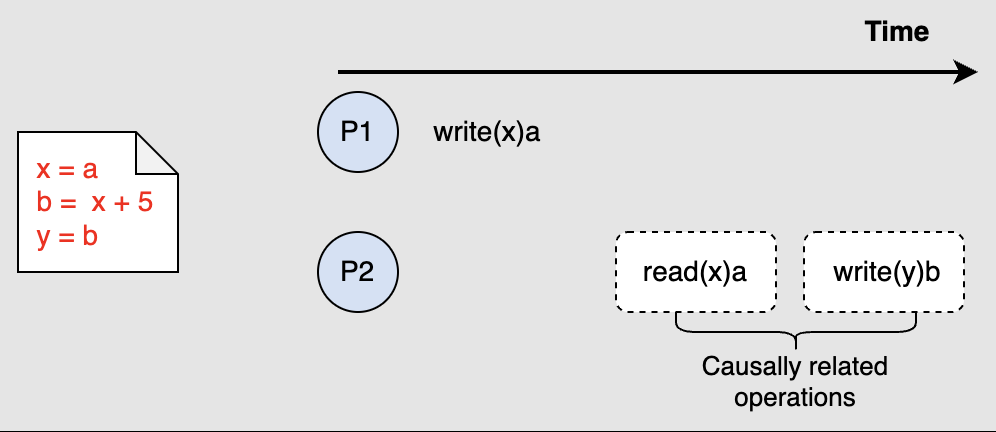 Time
P1
write(x)a
x = a
b = x + 5
y = b
P2
read(x)a
write(y)b
Causally related
operations